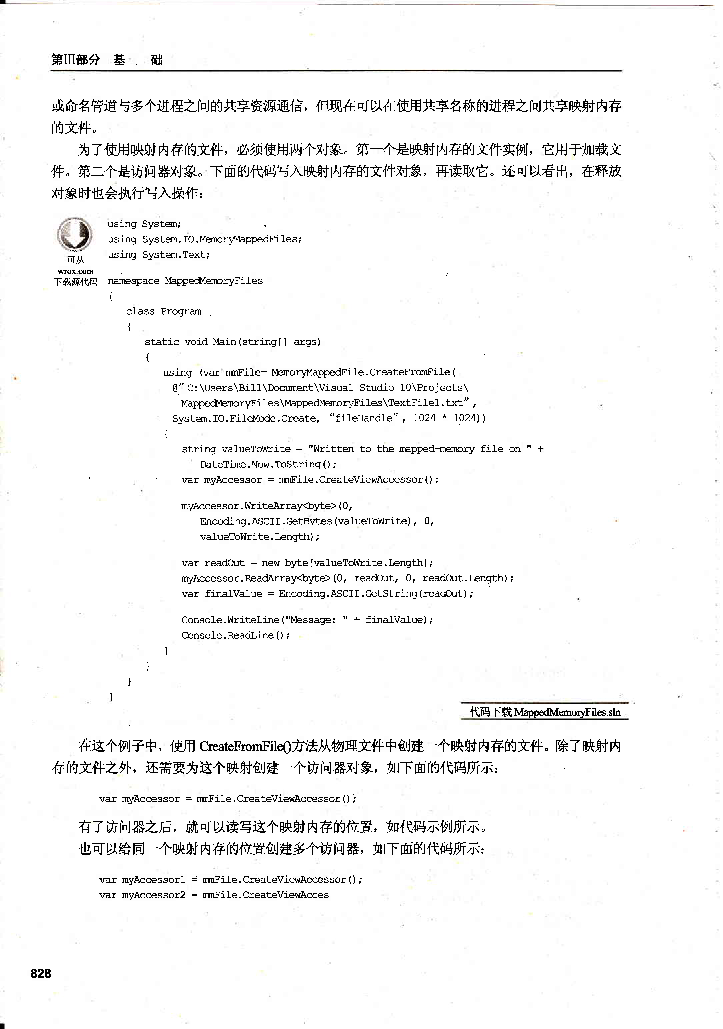 第III部分 基 础
或命名管道与多个进程之间的共享资源通信，但现在可以在使用共享名称的进程之间共享映射内存
的文件。
为了使用映射内存的文件，必须使用两个对象。第一个是映射内存的文件实例，它用于加载文
件。第二个是访问器对象。下面的代码写入映射内存的文件对象，再读取它。还可以看出，在释放
对象时也会执行写入操作：
可从
wrox.com
下载源代码
using System;
using System.IO.MemoryMappedFiles;
using System.Text;
namespace MappedMemoryFiles
{
class Program
{
static void Main(string[] args)
{
using (var mmFile= MemoryMappedFile.CreateFromFile(
@"C:\Users\Bill\Document\Visual Studio 10\Projects\
MappedMemoryFiles\MappedMemoryFiles\TextFile1.txt",
System.IO.FileMode.Create, "fileHandle", 1024 * 1024))
{
string valueToWrite = "Written to the mapped-memory file on " +
DateTime.Now.ToString();
var myAccessor = mmFile.CreateViewAccessor();
myAccessor.WriteArray<byte>(0,
Encoding.ASCII.GetBytes(valueToWrite), 0,
valueToWrite.Length);
var readOut = new byte[valueToWrite.Length];
myAccessor.ReadArray<byte>(0, readOut, 0, readOut.Length);
var finalValue = Encoding.ASCII.GetString(readOut);
Console.WriteLine("Message: " + finalValue);
Console.ReadLine();
}
}
}
}
代码下载 MappedMemoryFiles.sln
在这个例子中，使用 CreateFromFile()方法从物理文件中创建一个映射内存的文件。除了映射内
存的文件之外，还需要为这个映射创建一个访问器对象，如下面的代码所示：
var myAccessor = mmFile.CreateViewAccessor();
有了访问器之后，就可以读写这个映射内存的位置，如代码示例所示。
也可以给同一个映射内存的位置创建多个访问器，如下面的代码所示：
var myAccessor1 = mmFile.CreateViewAccessor();
var myAccessor2 = mmFile.CreateViewAcces
828